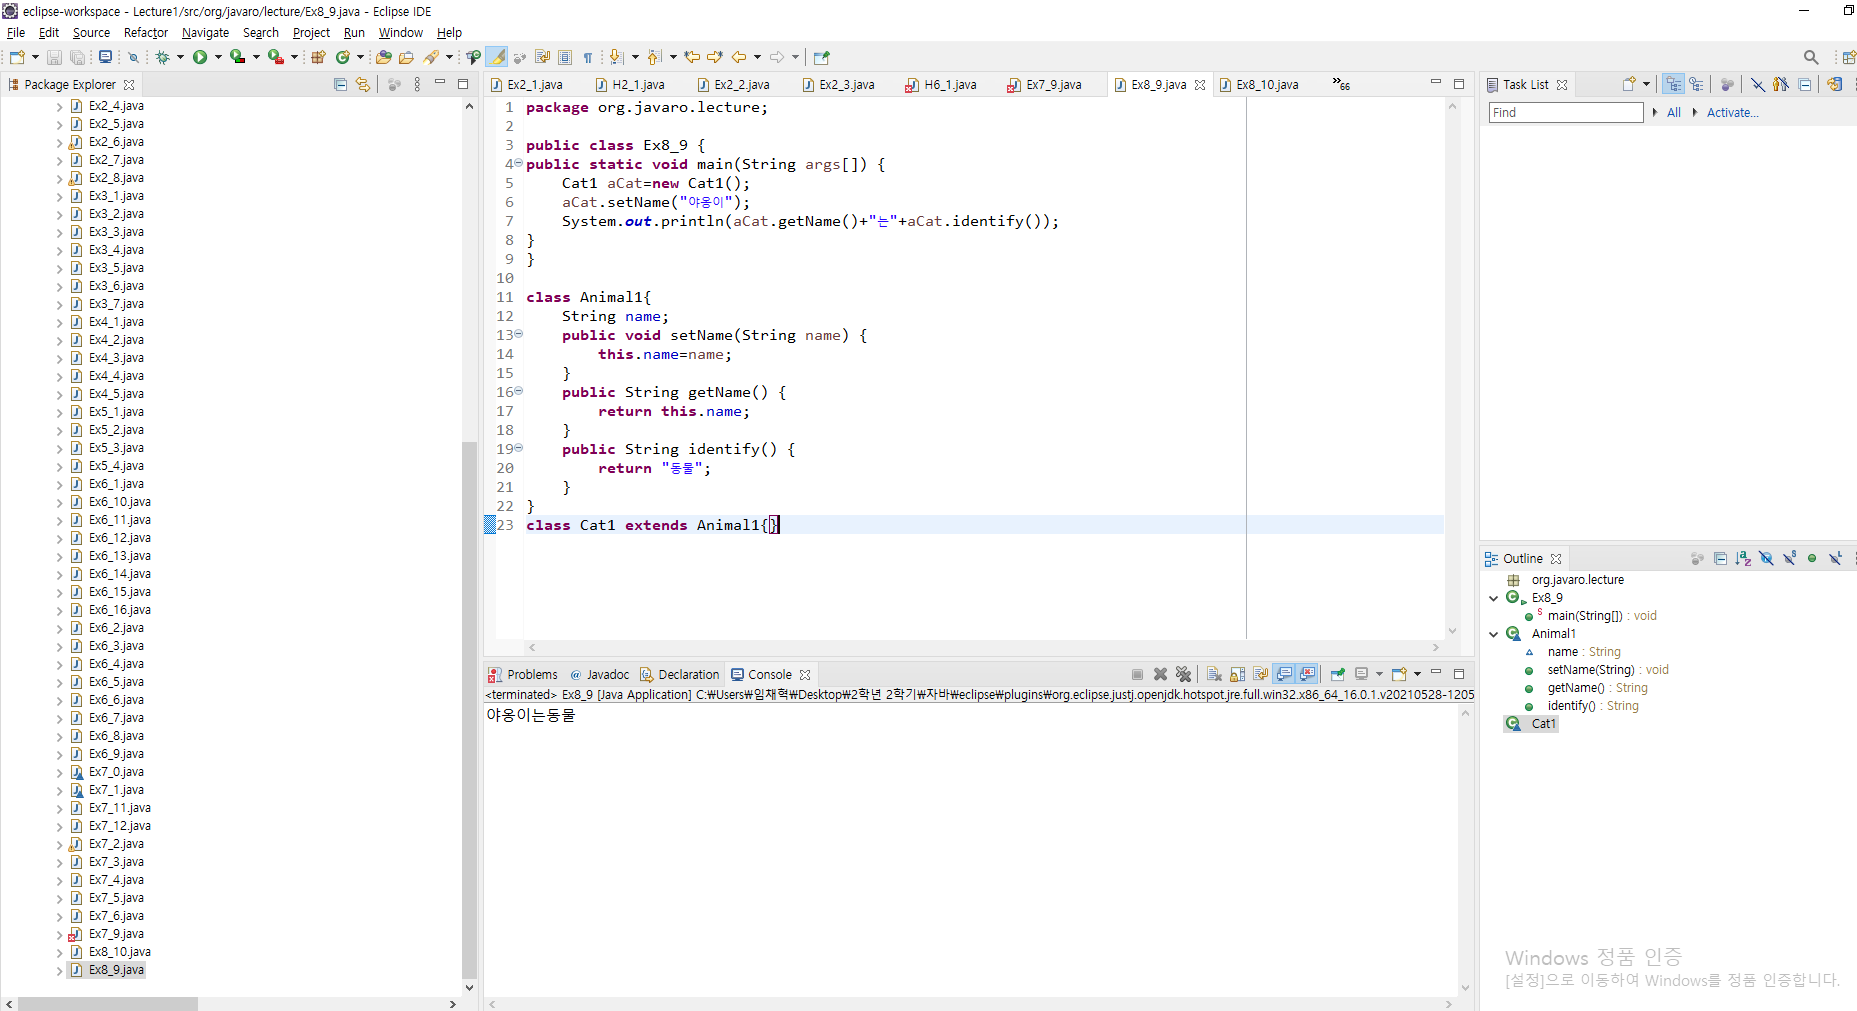 eclipse-workspace - Lecture1/src/org/javaro/lecture/Ex8_9.java - Eclipse IDE
File Edit Source Refactor Navigate Search Project Run Window Help
Package Explorer
Ex2_4.java
Ex2_5.java
Ex2_6.java
Ex2_7.java
Ex2_8.java
Ex3_1.java
Ex3_2.java
Ex3_3.java
Ex3_4.java
Ex3_5.java
Ex3_6.java
Ex3_7.java
Ex4_1.java
Ex4_2.java
Ex4_3.java
Ex4_4.java
Ex4_5.java
Ex5_1.java
Ex5_2.java
Ex5_3.java
Ex5_4.java
Ex6_1.java
Ex6_10.java
Ex6_11.java
Ex6_12.java
Ex6_13.java
Ex6_14.java
Ex6_15.java
Ex6_16.java
Ex6_2.java
Ex6_3.java
Ex6_4.java
Ex6_5.java
Ex6_6.java
Ex6_7.java
Ex6_8.java
Ex6_9.java
Ex7_0.java
Ex7_1.java
Ex7_11.java
Ex7_12.java
Ex7_2.java
Ex7_3.java
Ex7_4.java
Ex7_5.java
Ex7_6.java
Ex7_9.java
Ex8_10.java
Ex8_9.java
Ex2_1.java H2_1.java Ex2_2.java Ex2_3.java H6_1.java Ex7_9.java Ex8_9.java Ex8_10.java »66
1 package org.javaro.lecture;
2
3 public class Ex8_9 {
4 public static void main(String args[]) {
5 Cat1 aCat=new Cat1();
6 aCat.setName("야옹이");
7 System.out.println(aCat.getName()+"는"+aCat.identify());
8 }
9 }
10
11 class Animal1{
12 String name;
13 public void setName(String name) {
14 this.name=name;
15 }
16 public String getName() {
17 return this.name;
18 }
19 public String identify() {
20 return "동물";
21 }
22 }
23 class Cat1 extends Animal1{}
Problems @ Javadoc Declaration Console
<terminated> Ex8_9 [Java Application] C:₩Users₩임채혁₩Desktop₩2학년 2학기₩자바₩eclipse₩plugins₩org.eclipse.justj.openjdk.hotspot.jre.full.win32.x86_64_16.0.1.v20210528-1205
야옹이는동물
Task List
Find All Activate...
Outline
org.javaro.lecture
Ex8_9
main(String[]) : void
Animal1
name : String
setName(String) : void
getName() : String
identify() : String
Cat1
Windows 정품 인증
[설정]으로 이동하여 Windows를 정품 인증합니다.